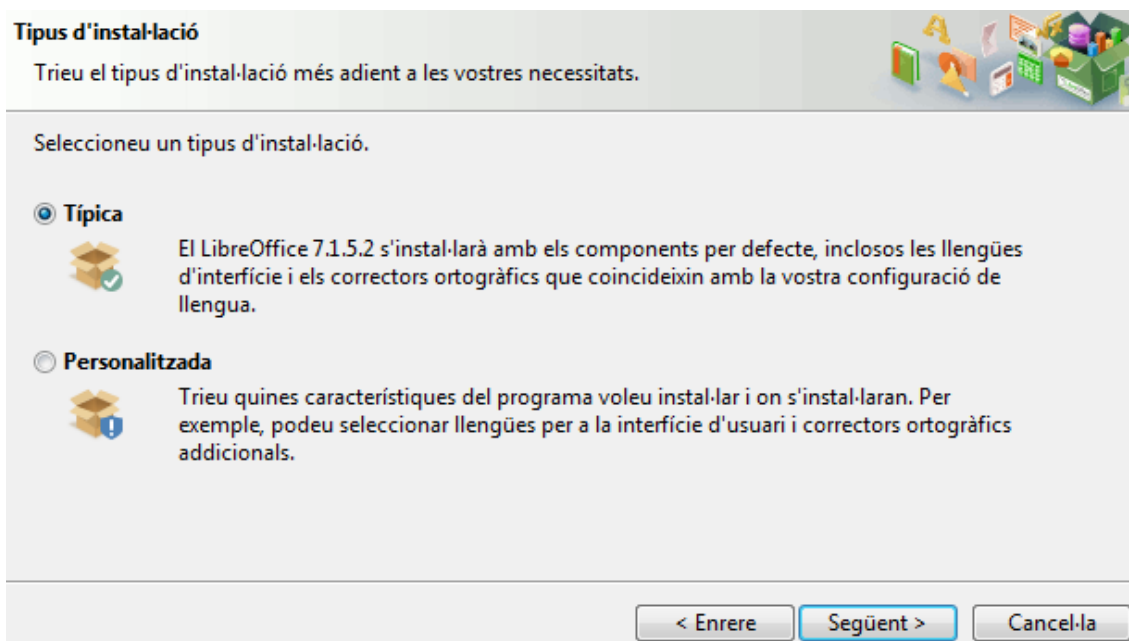 Tipus d'instal·lació
Trieu el tipus d'instal·lació més adient a les vostres necessitats.
Seleccioneu un tipus d'instal·lació.
Típica
El LibreOffice 7.1.5.2 s'instal·larà amb els components per defecte, inclosos les llengües
d'interfície i els correctors ortogràfics que coincideixin amb la vostra configuració de
llengua.
Personalitzada
Trieu quines característiques del programa voleu instal·lar i on s'instal·laran. Per
exemple, podeu seleccionar llengües per a la interfície d'usuari i correctors ortogràfics
addicionals.
< Enrere
Següent >
Cancel·la